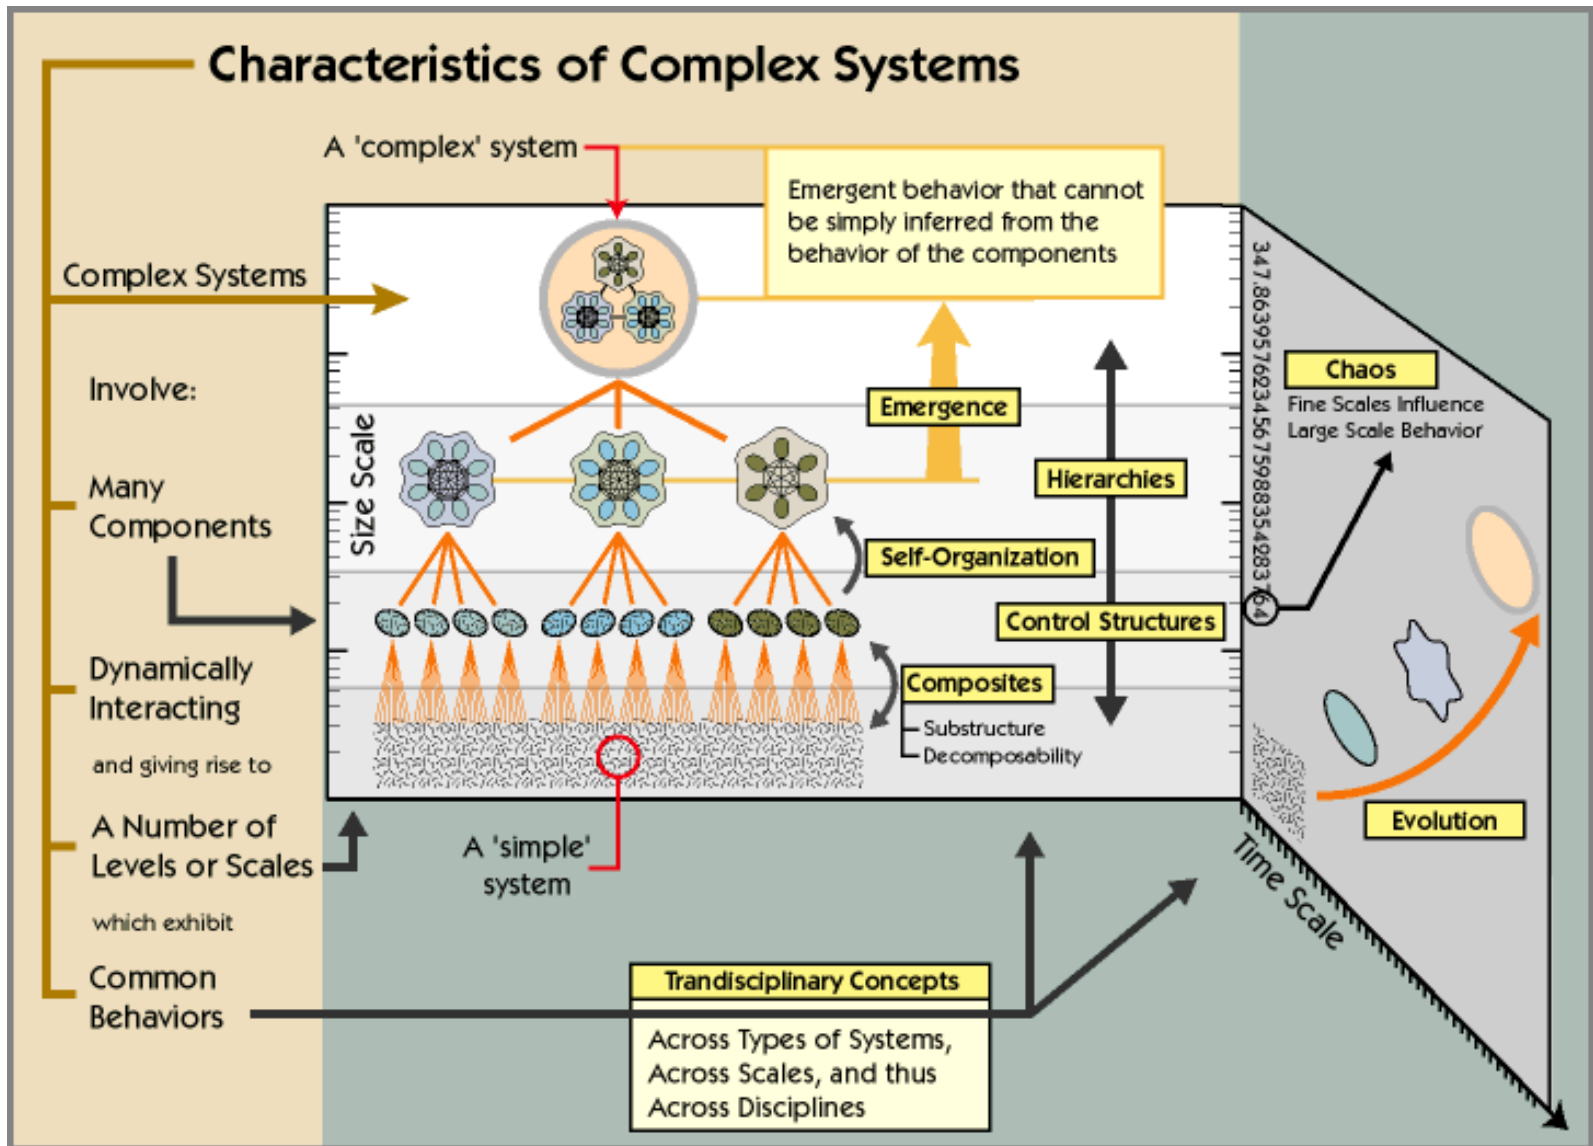 Characteristics of Complex Systems
A 'complex' system
Emergent behavior that cannot
be simply inferred from the
behavior of the components
Complex Systems
Involve:
Many
Components
Dynamically
Interacting
and giving rise to
A Number of
Levels or Scales
which exhibit
Common
Behaviors
Size Scale
Emergence
Hierarchies
Self-Organization
Control Structures
Composites
Substructure
Decomposability
A 'simple'
system
Trandisciplinary Concepts
Across Types of Systems,
Across Scales, and thus
Across Disciplines
Chaos
Fine Scales Influence
Large Scale Behavior
Evolution
Time Scale